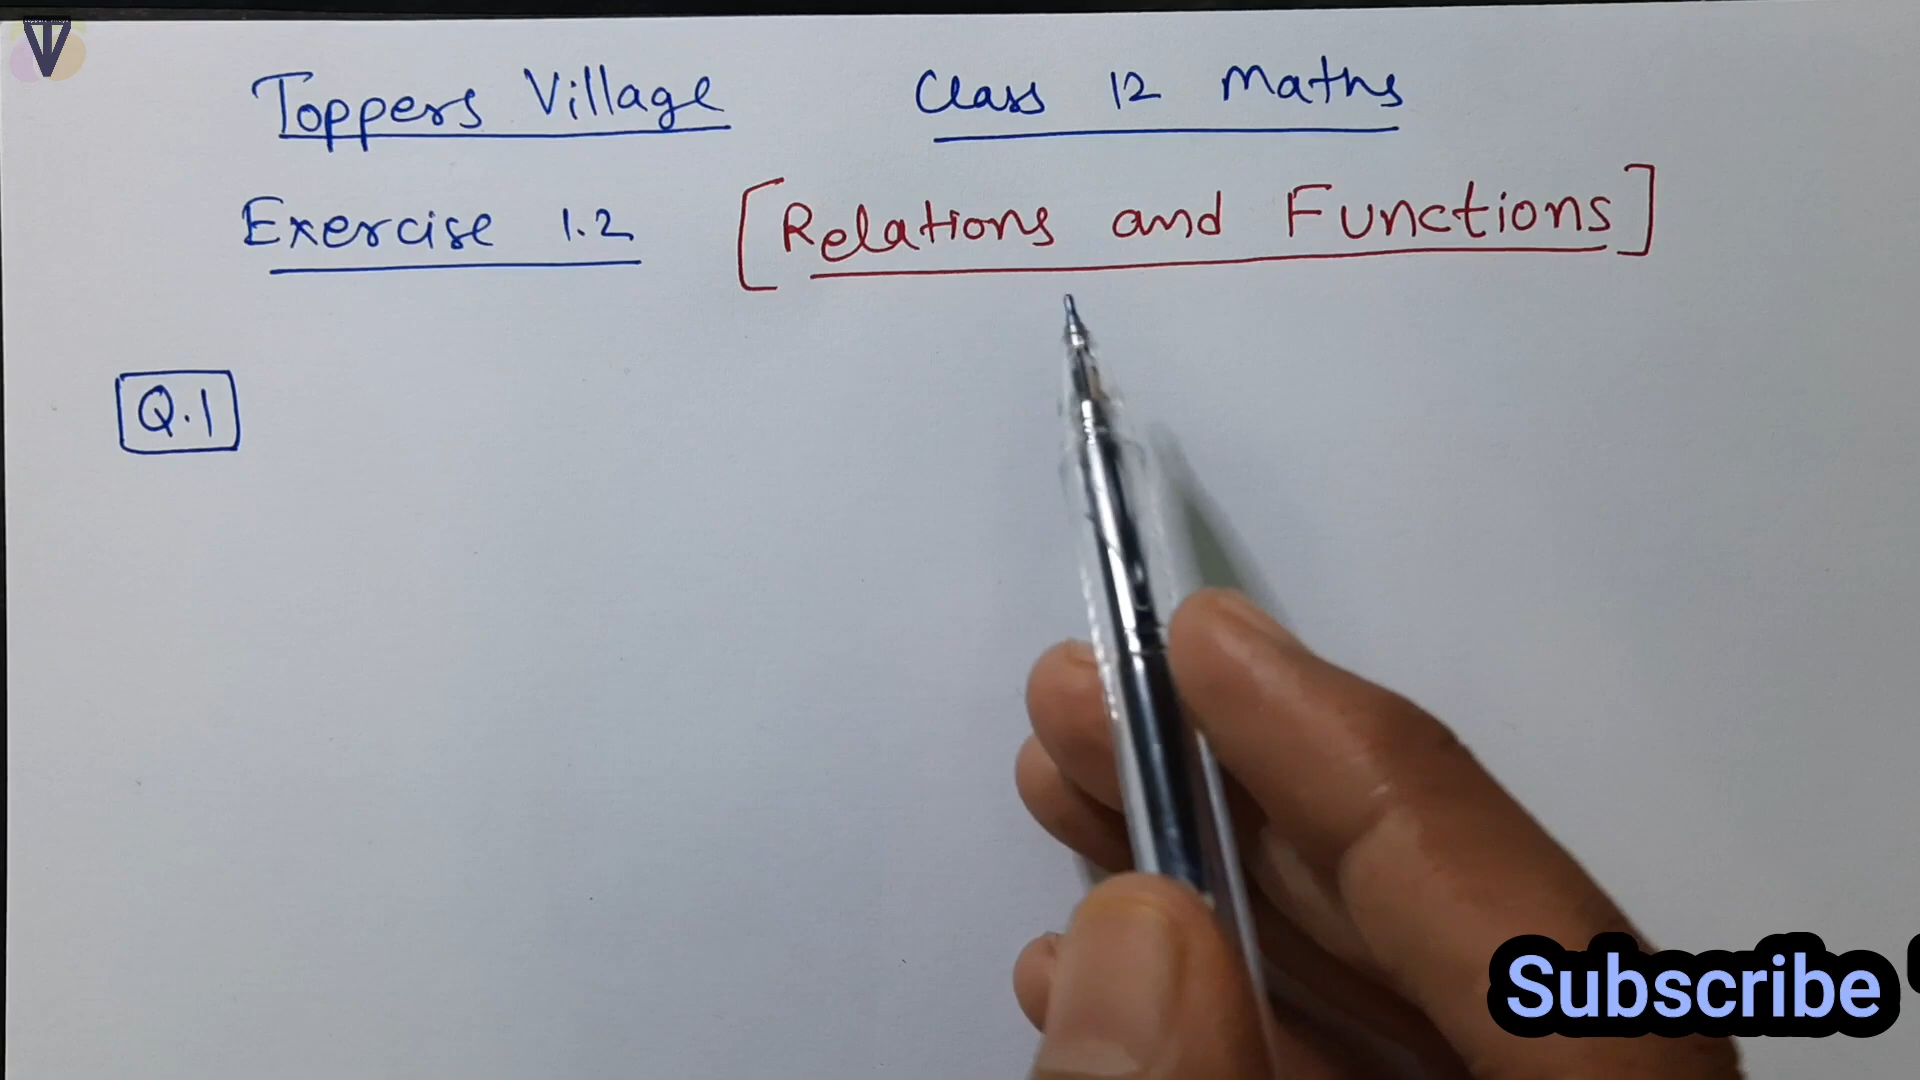 Toppers Village Class 12 Maths
Exercise 1.2 [Relations and Functions]
Q.1
Subscribe